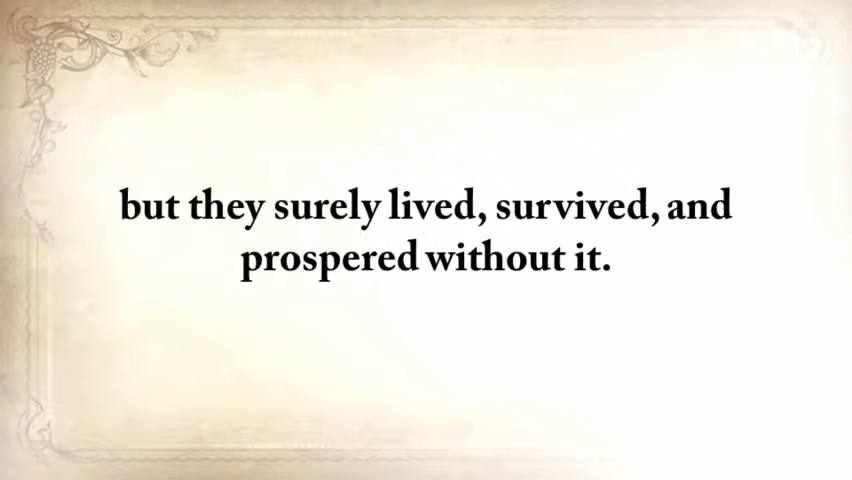 but they surely lived, survived, and
prospered without it.